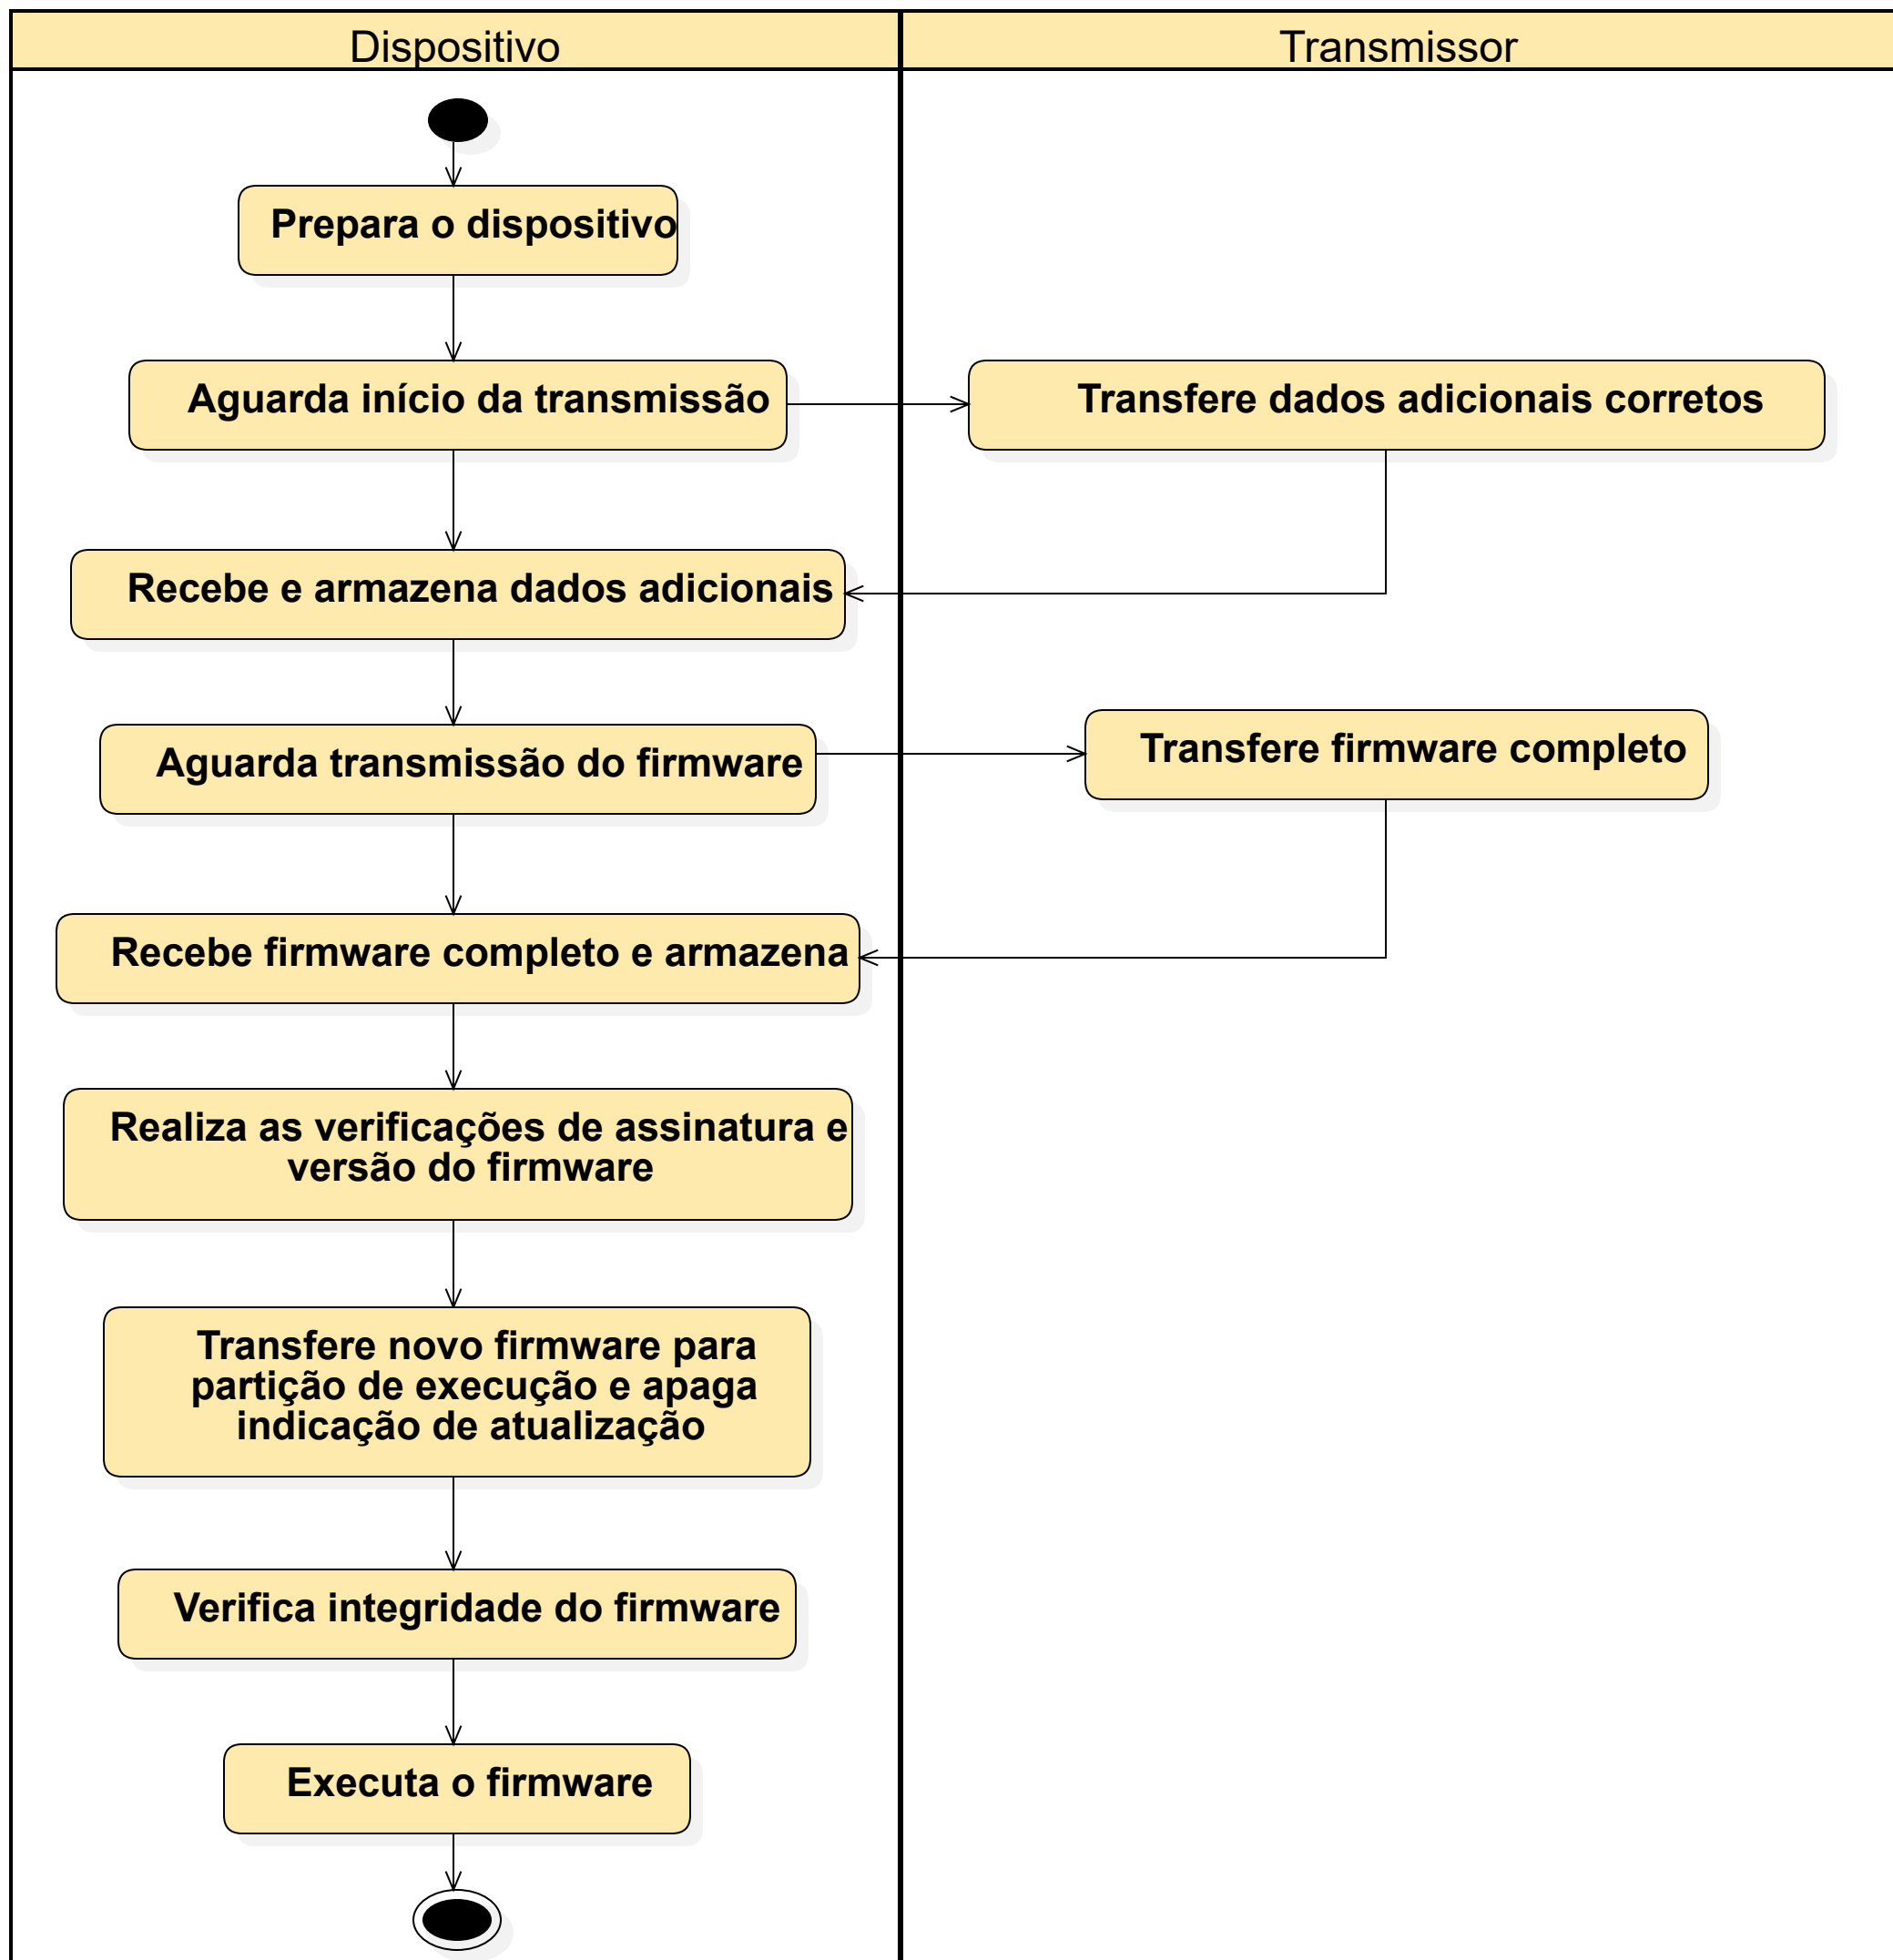 Dispositivo
Transmissor
Prepara o dispositivo
Aguarda início da transmissão
Transfere dados adicionais corretos
Recebe e armazena dados adicionais
Aguarda transmissão do firmware
Transfere firmware completo
Recebe firmware completo e armazena
Realiza as verificações de assinatura e
versão do firmware
Transfere novo firmware para
partição de execução e apaga
indicação de atualização
Verifica integridade do firmware
Executa o firmware